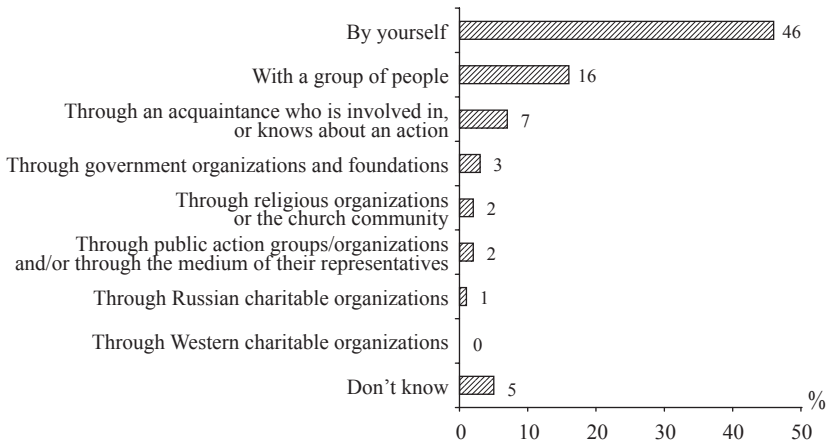 By yourself
46
With a group of people
16
Through an acquaintance who is involved in,
or knows about an action
7
Through government organizations and foundations
3
Through religious organizations
or the church community
2
Through public action groups/organizations
and/or through the medium of their representatives
2
Through Russian charitable organizations
1
Through Western charitable organizations
0
Don’t know
5
%
0 10 20 30 40 50